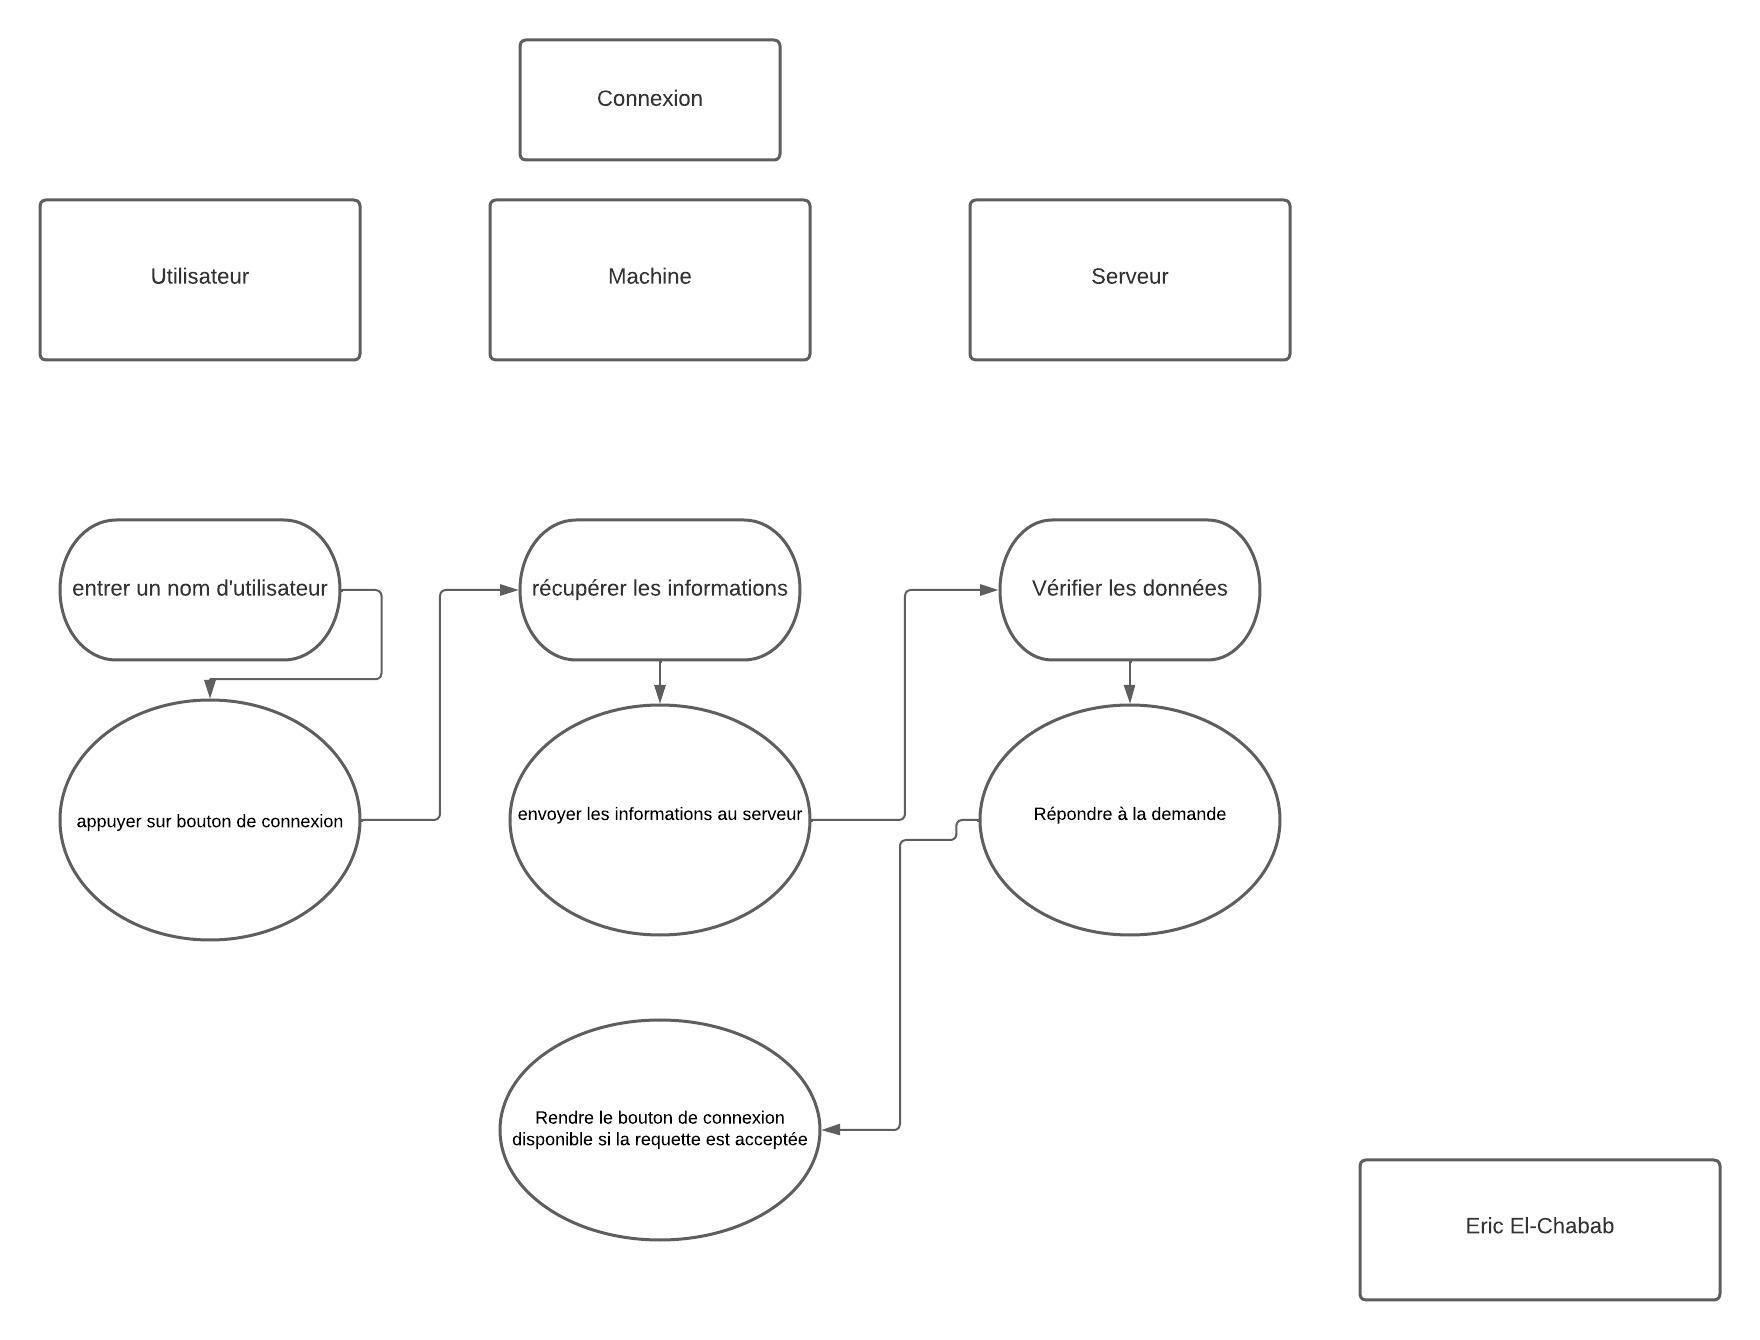 Connexion
Utilisateur
Machine
Serveur
entrer un nom d'utilisateur
récupérer les informations
Vérifier les données
appuyer sur bouton de connexion
envoyer les informations au serveur
Répondre à la demande
Rendre le bouton de connexion
disponible si la requette est acceptée
Eric El-Chabab